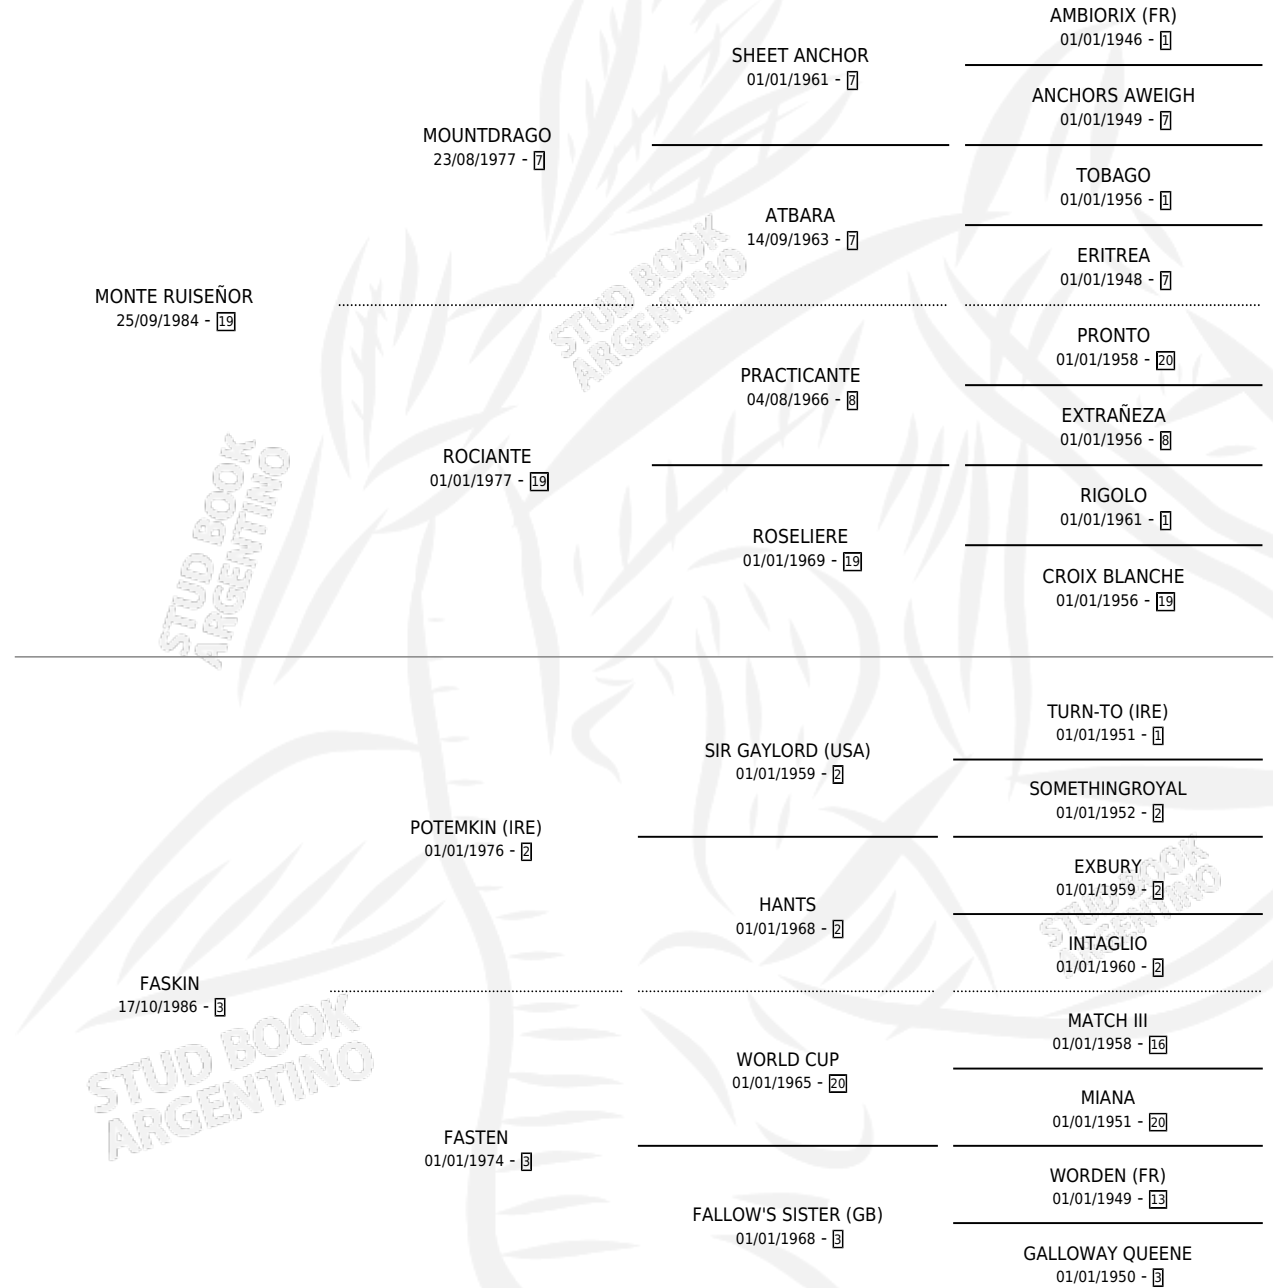 AMBIORIX (FR)
01/01/1946 - 1
SHEET ANCHOR
01/01/1961 - 7
ANCHORS AWEIGH
01/01/1949 - 7
MOUNTDRAGO
23/08/1977 - 7
TOBAGO
01/01/1956 - 1
ATBARA
14/09/1963 - 7
ERITREA
01/01/1948 - 7
MONTE RUISEÑOR
25/09/1984 - 19
PRONTO
01/01/1958 - 20
PRACTICANTE
04/08/1966 - 8
EXTRAÑEZA
01/01/1956 - 8
ROCIANTE
01/01/1977 - 19
RIGOLO
01/01/1961 - 1
ROSELIERE
01/01/1969 - 19
CROIX BLANCHE
01/01/1956 - 19
STUD BOOK
ARGENTINO
STUD BOOK
ARGENTINO
TURN-TO (IRE)
01/01/1951 - 1
SIR GAYLORD (USA)
01/01/1959 - 2
SOMETHINGROYAL
01/01/1952 - 2
POTEMKIN (IRE)
01/01/1976 - 2
EXBURY
01/01/1959 - 2
HANTS
01/01/1968 - 2
INTAGLIO
01/01/1960 - 2
FASKIN
17/10/1986 - 3
MATCH III
01/01/1958 - 16
WORLD CUP
01/01/1965 - 20
MIANA
01/01/1951 - 20
FASTEN
01/01/1974 - 3
WORDEN (FR)
01/01/1949 - 13
FALLOW'S SISTER (GB)
01/01/1968 - 3
GALLOWAY QUEENE
01/01/1950 - 3
STUD BOOK
ARGENTINO
STUD BOOK
ARGENTINO